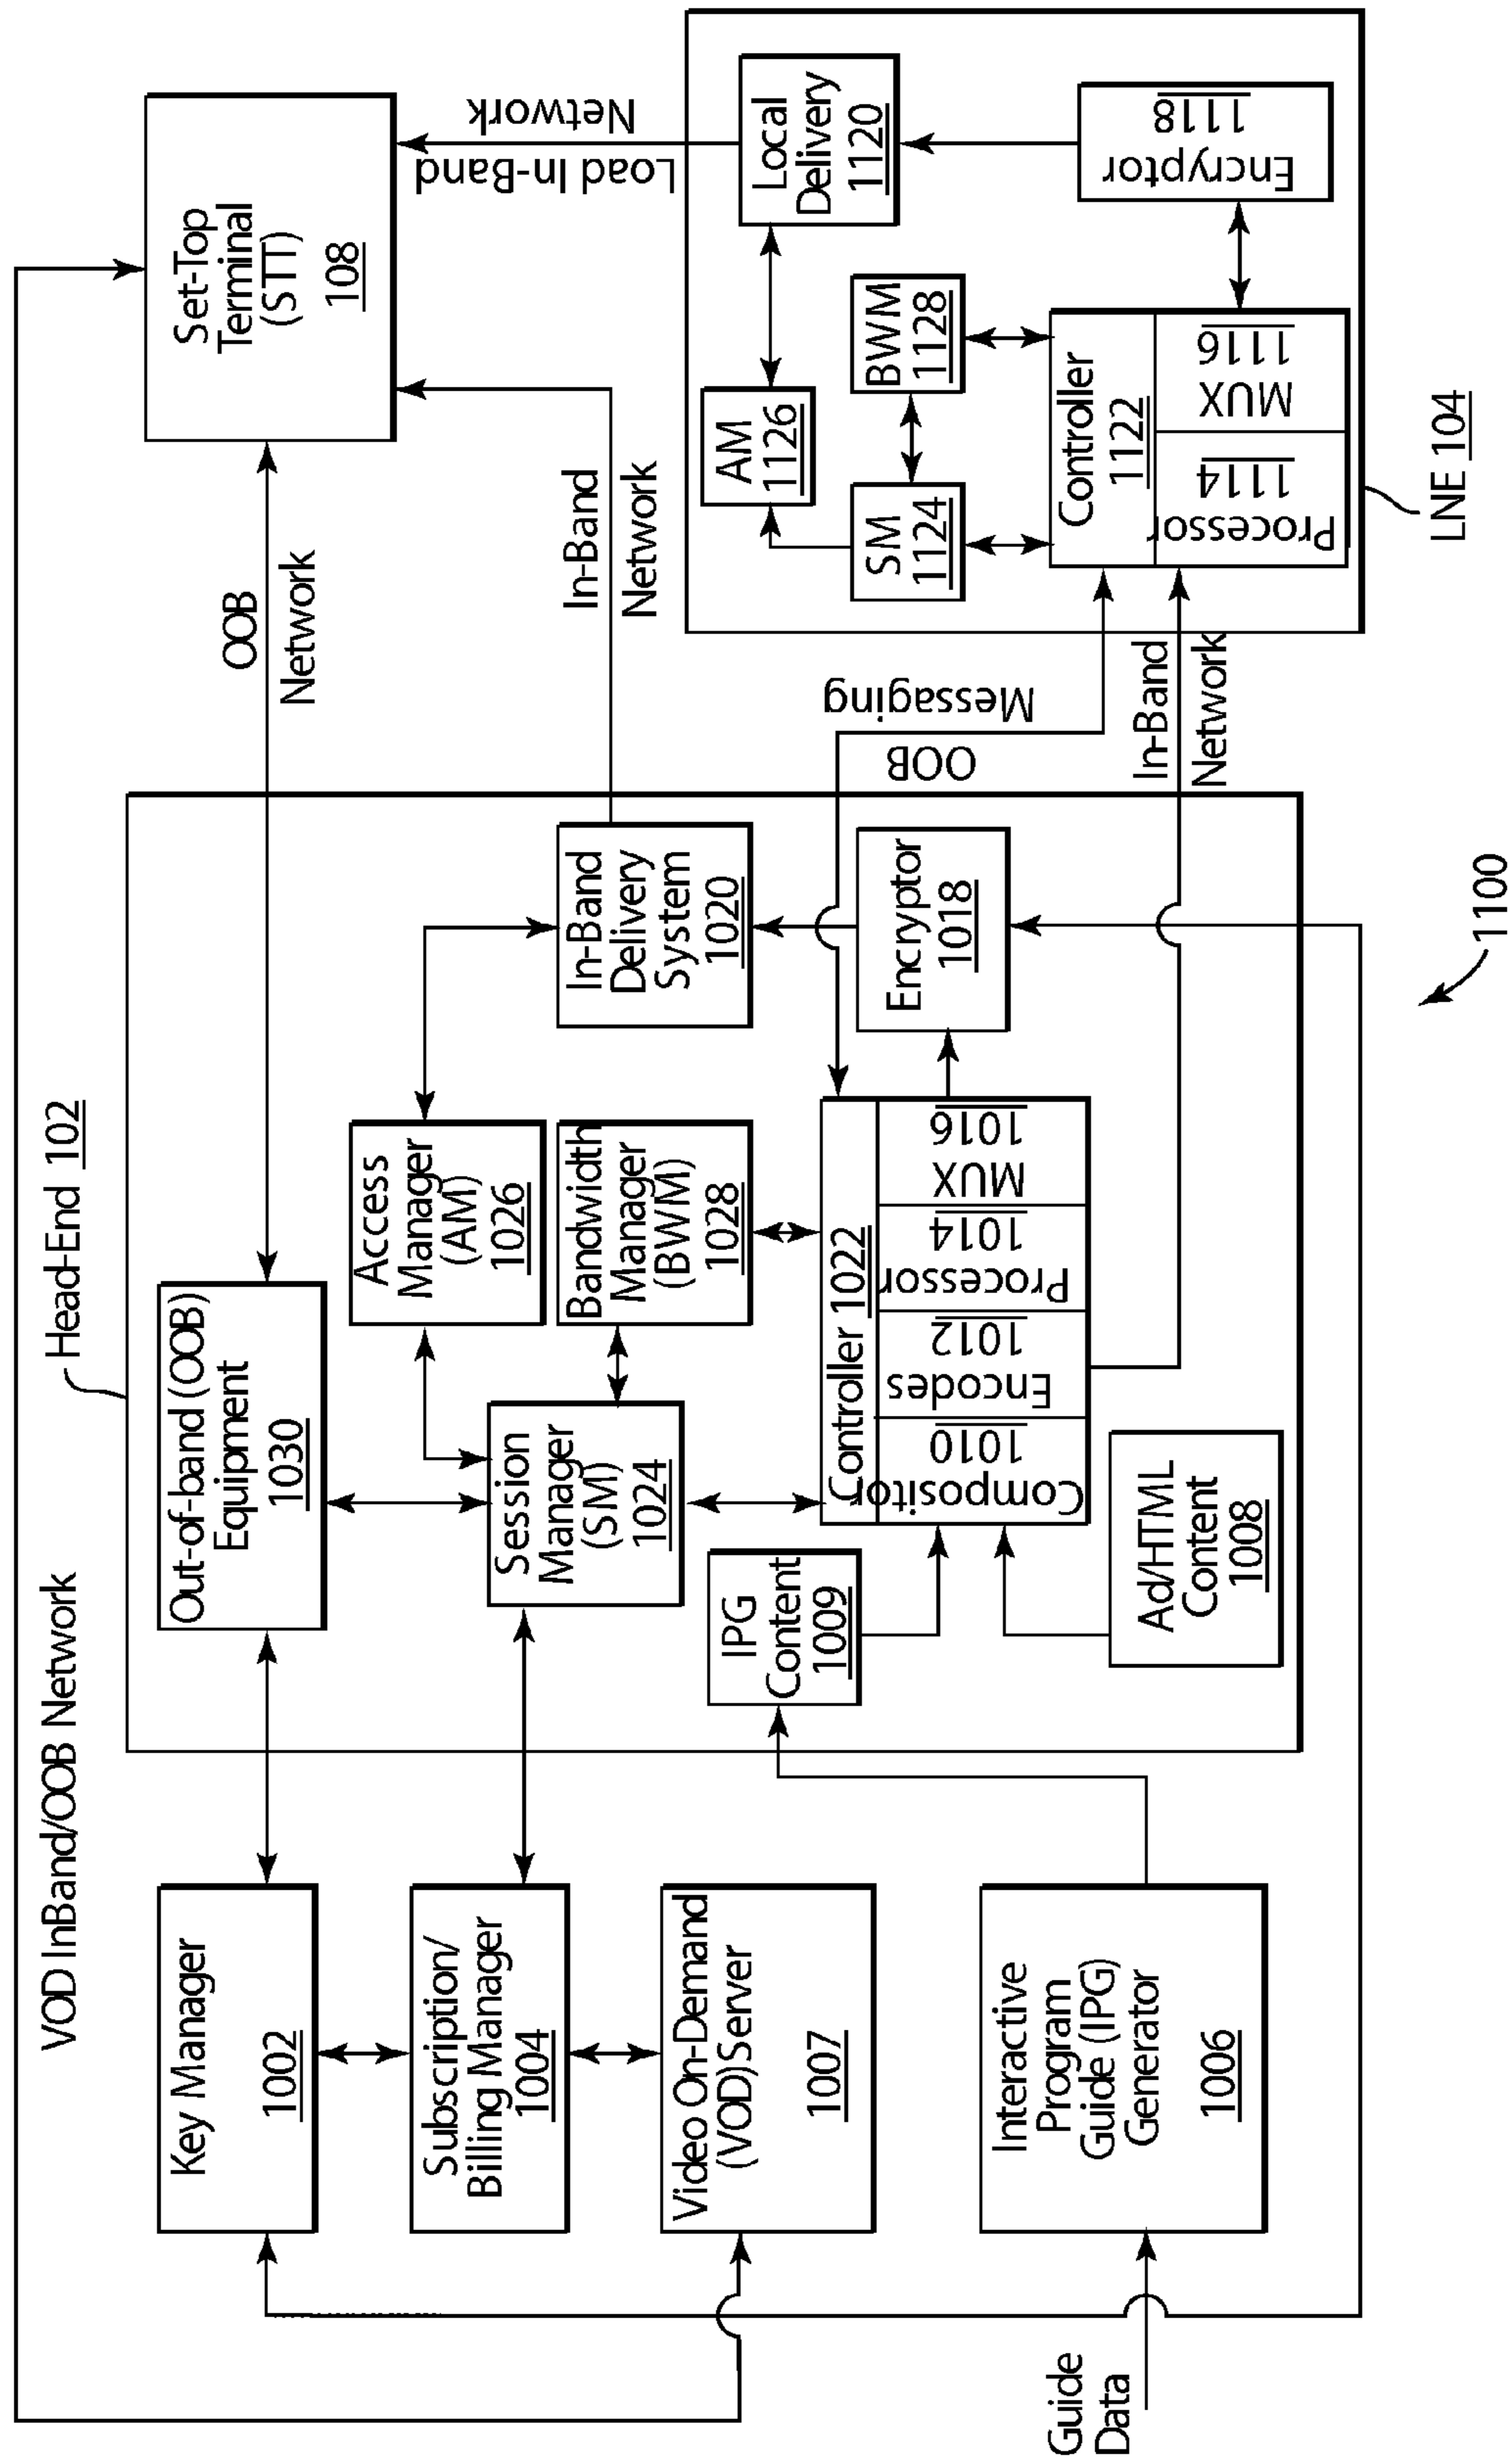 VOD InBand/OOB Network
Key Manager
1002
Subscription/
Billing Manager
1004
Video On-Demand
(VOD)Server
1007
Interactive
Program
Guide (IPG)
Generator
1006
Guide
Data
Head-End 102
Out-of-band (OOB)
Equipment
1030
Session
Manager
(SM)
1024
Access
Manager
(AM)
1026
Bandwidth
Manager
(BWM)
1028
IPG
Content
1009
Ad/HTML
Content
1008
Controller 1022
Compositor
1010
Encodes
1012
Processor
1014
MUX
1016
Encryptor
1018
In-Band
Delivery
System
1020
OOB
Network
In-Band
Network
OOB
Messaging
In-Band
Network
Set-Top
Terminal
(STT)
108
Load In-Band
Network
Local
Delivery
1120
AM
1126
SM
1124
BWM
1128
Controller
1122
Processor
1114
MUX
1116
Encryptor
1118
LNE 104
1100